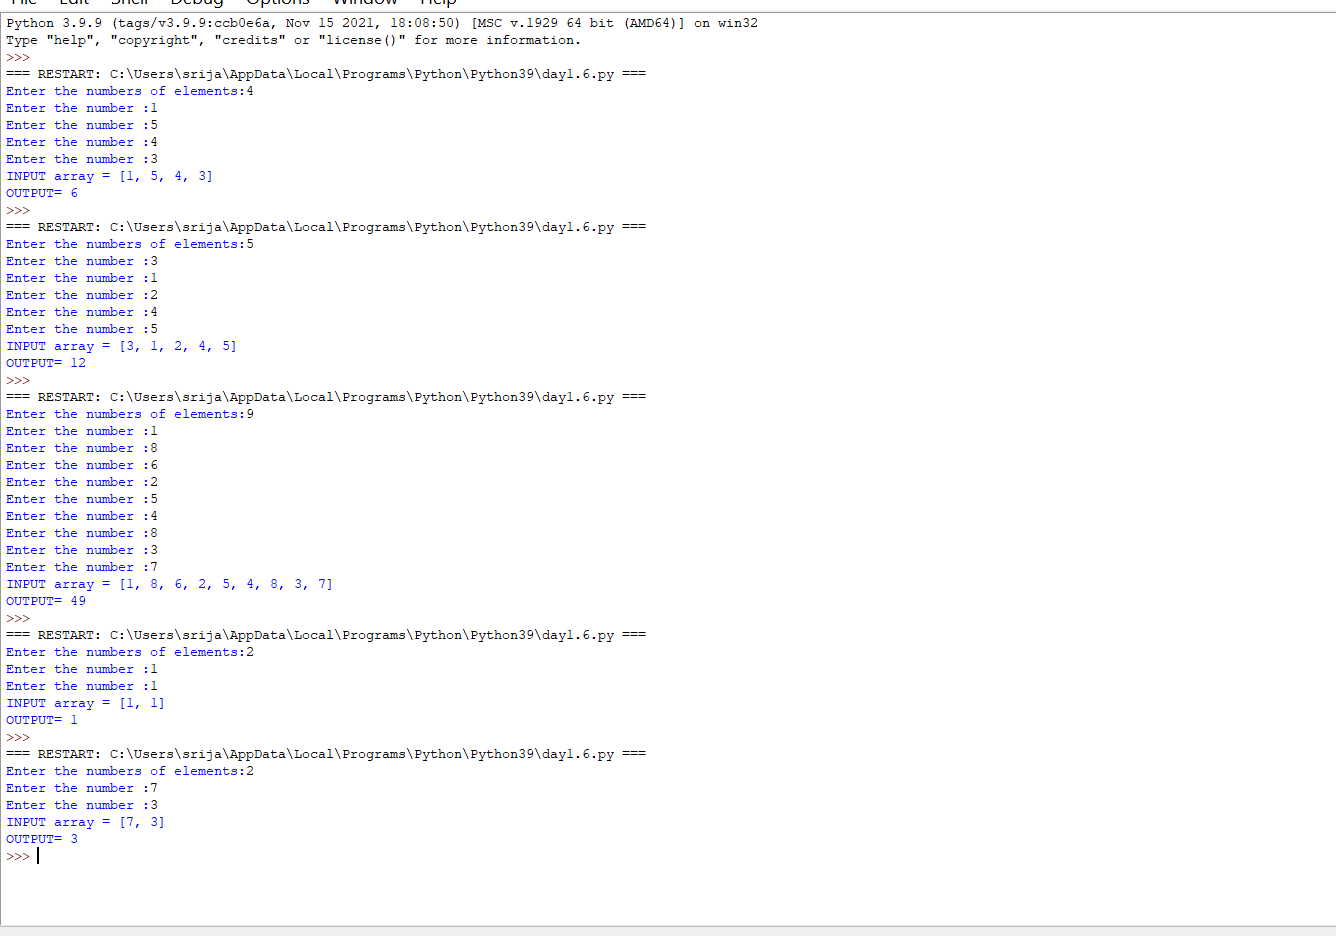 File Edit Shell Debug Options Window Help
Python 3.9.9 (tags/v3.9.9:ccb0e6a, Nov 15 2021, 18:08:50) [MSC v.1929 64 bit (AMD64)] on win32
Type "help", "copyright", "credits" or "license()" for more information.
>>>
=== RESTART: C:\Users\srija\AppData\Local\Programs\Python\Python39\day1.6.py ===
Enter the numbers of elements:4
Enter the number :1
Enter the number :5
Enter the number :4
Enter the number :3
INPUT array = [1, 5, 4, 3]
OUTPUT= 6
>>>
=== RESTART: C:\Users\srija\AppData\Local\Programs\Python\Python39\day1.6.py ===
Enter the numbers of elements:5
Enter the number :3
Enter the number :1
Enter the number :2
Enter the number :4
Enter the number :5
INPUT array = [3, 1, 2, 4, 5]
OUTPUT= 12
>>>
=== RESTART: C:\Users\srija\AppData\Local\Programs\Python\Python39\day1.6.py ===
Enter the numbers of elements:9
Enter the number :1
Enter the number :8
Enter the number :6
Enter the number :2
Enter the number :5
Enter the number :4
Enter the number :8
Enter the number :3
Enter the number :7
INPUT array = [1, 8, 6, 2, 5, 4, 8, 3, 7]
OUTPUT= 49
>>>
=== RESTART: C:\Users\srija\AppData\Local\Programs\Python\Python39\day1.6.py ===
Enter the numbers of elements:2
Enter the number :1
Enter the number :1
INPUT array = [1, 1]
OUTPUT= 1
>>>
=== RESTART: C:\Users\srija\AppData\Local\Programs\Python\Python39\day1.6.py ===
Enter the numbers of elements:2
Enter the number :7
Enter the number :3
INPUT array = [7, 3]
OUTPUT= 3
>>>